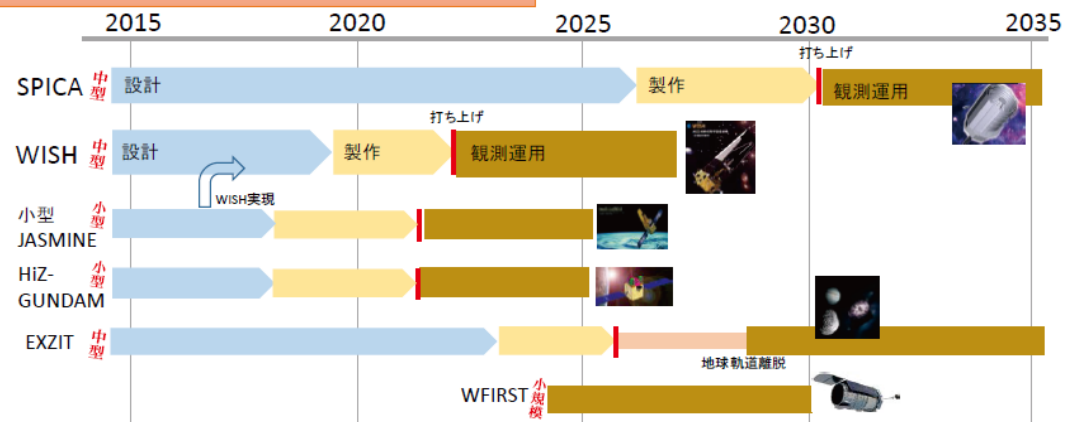 2015 2020 2025 2030 2035
打ち上げ
SPICA 中型 設計 製作 観測運用
打ち上げ
WISH 中型 設計 製作 観測運用
WISH実現
小型
JASMINE
小型
HiZ-
GUNDAM
小型
EXZIT 中型
地球軌道離脱
WFIRST 小規模